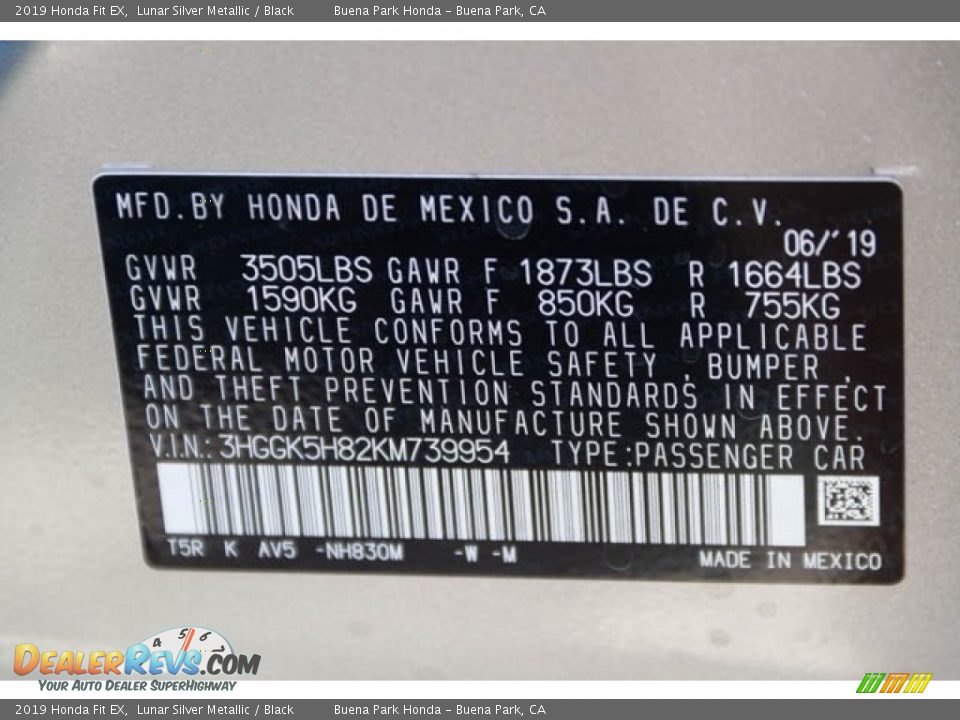 2019 Honda Fit EX, Lunar Silver Metallic / Black Buena Park Honda - Buena Park, CA
MFD.BY HONDA DE MEXICO S.A. DE C.V.
06/'19
GVWR 3505LBS GAWR F 1873LBS R 1664LBS
GVWR 1590KG GAWR F 850KG R 755KG
THIS VEHICLE CONFORMS TO ALL APPLICABLE
FEDERAL MOTOR VEHICLE SAFETY, BUMPER,
AND THEFT PREVENTION STANDARDS IN EFFECT
ON THE DATE OF MANUFACTURE SHOWN ABOVE.
V.I.N.: 3HGGK5H82KM739954 TYPE:PASSENGER CAR
T5R K AV5 -NH830M -W -M
MADE IN MEXICO
4 5 6
DEALERREVS.COM
YOUR AUTO DEALER SUPERHIGHWAY
2019 Honda Fit EX, Lunar Silver Metallic / Black Buena Park Honda - Buena Park, CA